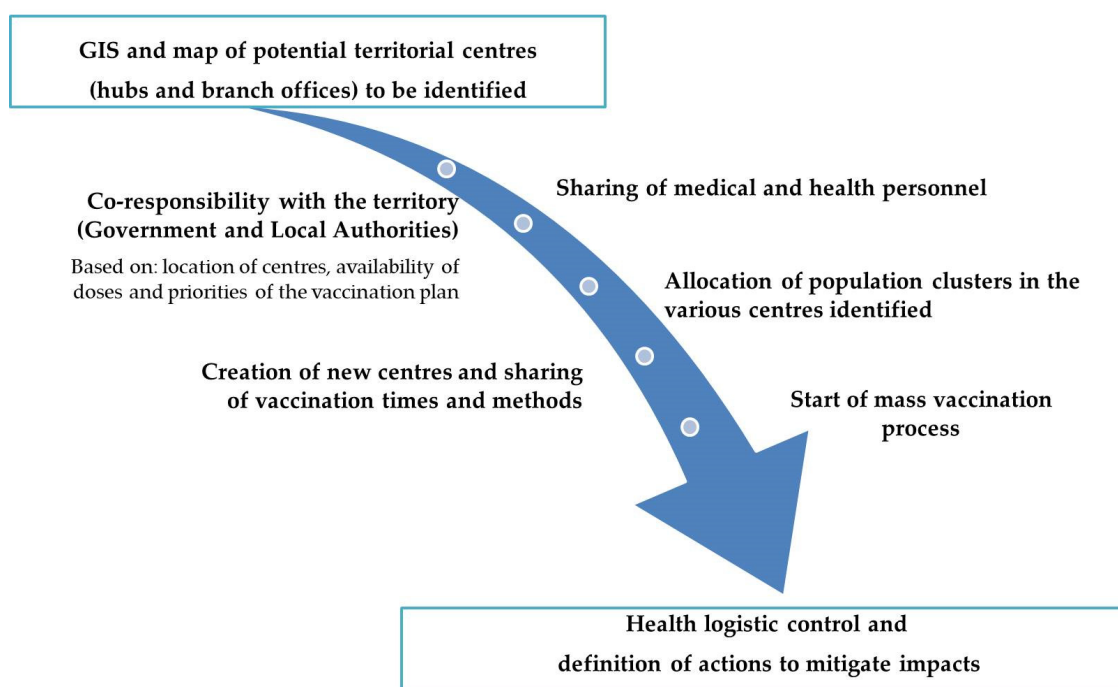 GIS and map of potential territorial centres
(hubs and branch offices) to be identified
Co-responsibility with the territory
(Government and Local Authorities)
Based on: location of centres, availability of
doses and priorities of the vaccination plan
Sharing of medical and health personnel
Allocation of population clusters in the
various centres identified
Creation of new centres and sharing
of vaccination times and methods
Start of mass vaccination
process
Health logistic control and
definition of actions to mitigate impacts